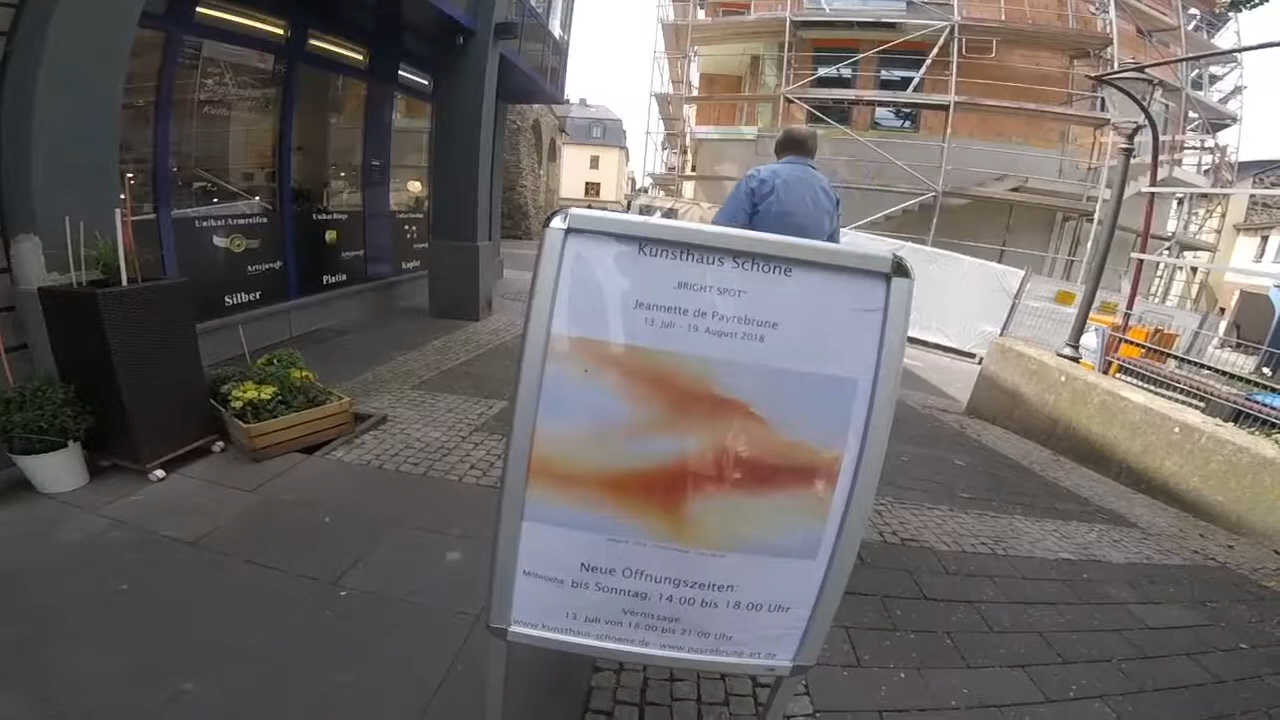 Kunsthaus Schöne
„BRIGHT SPOT"
Jeannette de Payrebrune
13. Juli - 19. August 2018
Neue Öffnungszeiten:
Mittwochs bis Sonntag, 14:00 bis 18:00 Uhr
Vernissage
13. Juli von 18:00 bis 21:00 Uhr
www.kunsthaus-schoene.de - www.payrebrune-art.de
Unikat Armreifen
Silber
Unikat Ringe
Platin
Kupfer